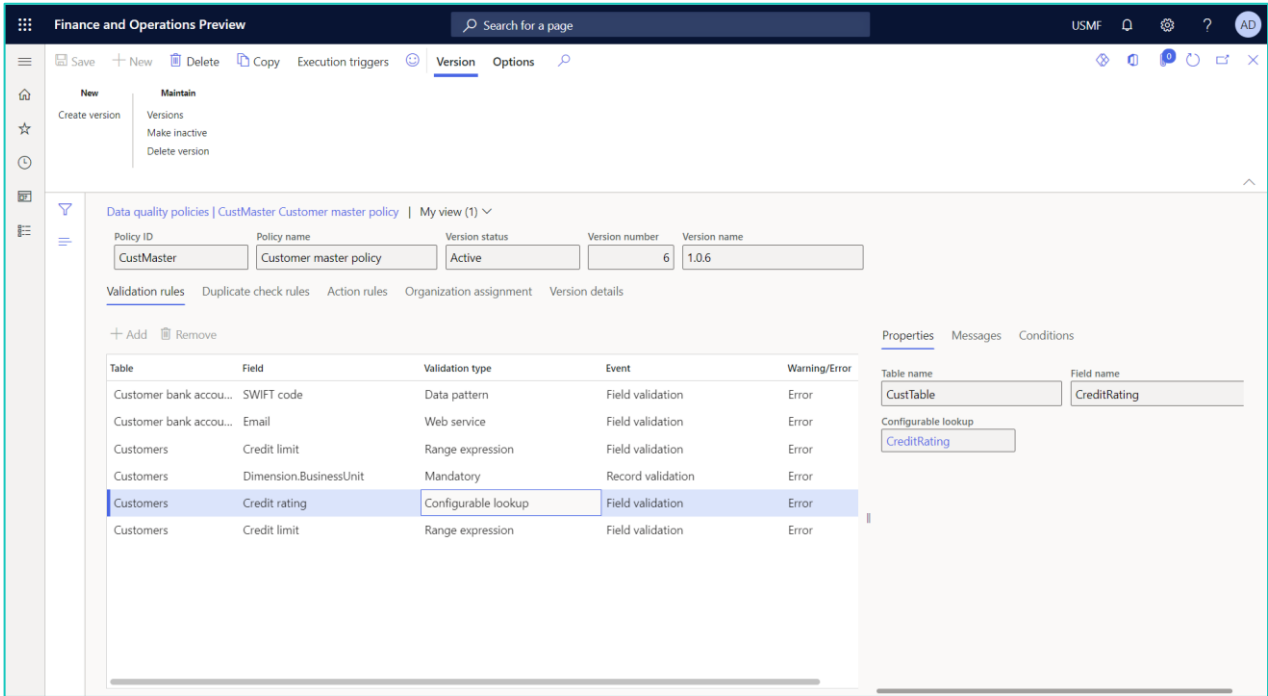 Finance and Operations Preview
Search for a page
USMF
?
AD
Save New Delete Copy Execution triggers Version Options
0
New Maintain
Create version Versions
Make inactive
Delete version
Data quality policies | CustMaster Customer master policy | My view (1)
Policy ID Policy name Version status Version number Version name
CustMaster Customer master policy Active 6 1.0.6
Validation rules Duplicate check rules Action rules Organization assignment Version details
Add Remove
Properties Messages Conditions
Table Field Validation type Event Warning/Error
Customer bank accou... SWIFT code Data pattern Field validation Error
Customer bank accou... Email Web service Field validation Error
Customers Credit limit Range expression Field validation Error
Customers Dimension.BusinessUnit Mandatory Record validation Error
Customers Credit rating Configurable lookup Field validation Error
Customers Credit limit Range expression Field validation Error
Table name Field name
CustTable CreditRating
Configurable lookup
CreditRating